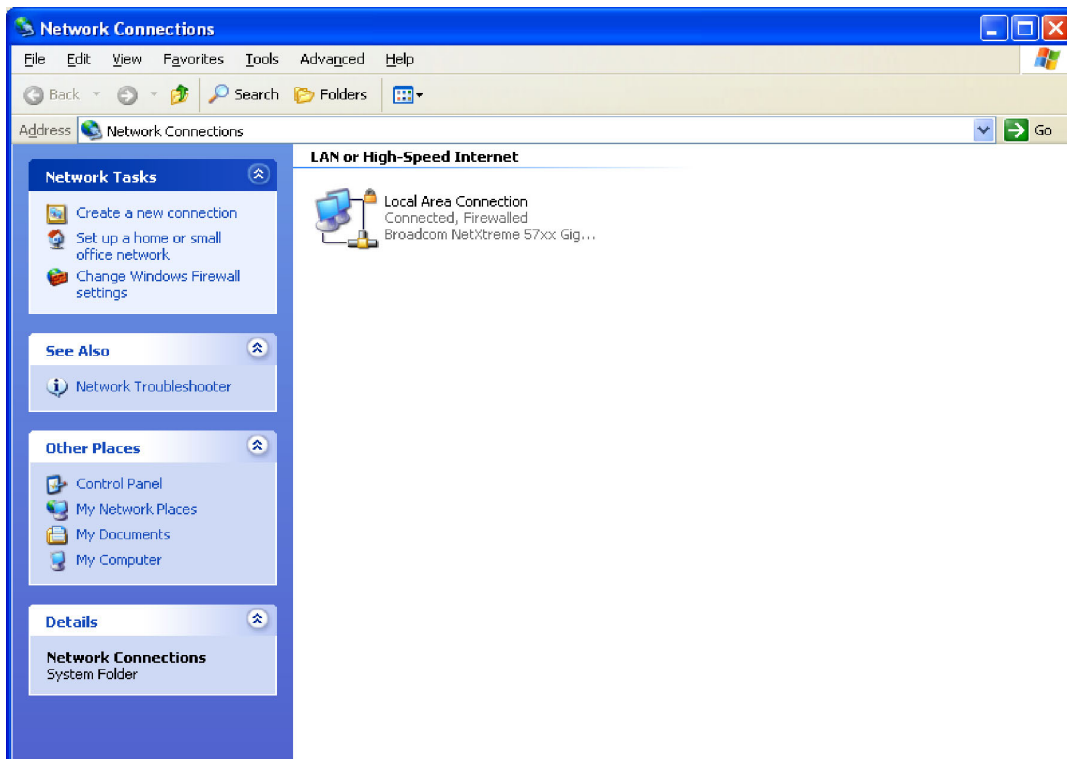 Network Connections
File Edit View Favorites Tools Advanced Help
Back Search Folders
Address Network Connections Go
Network Tasks
Create a new connection
Set up a home or small
office network
Change Windows Firewall
settings
See Also
Network Troubleshooter
Other Places
Control Panel
My Network Places
My Documents
My Computer
Details
Network Connections
System Folder
LAN or High-Speed Internet
Local Area Connection
Connected, Firewalled
Broadcom NetXtreme 57xx Gig...